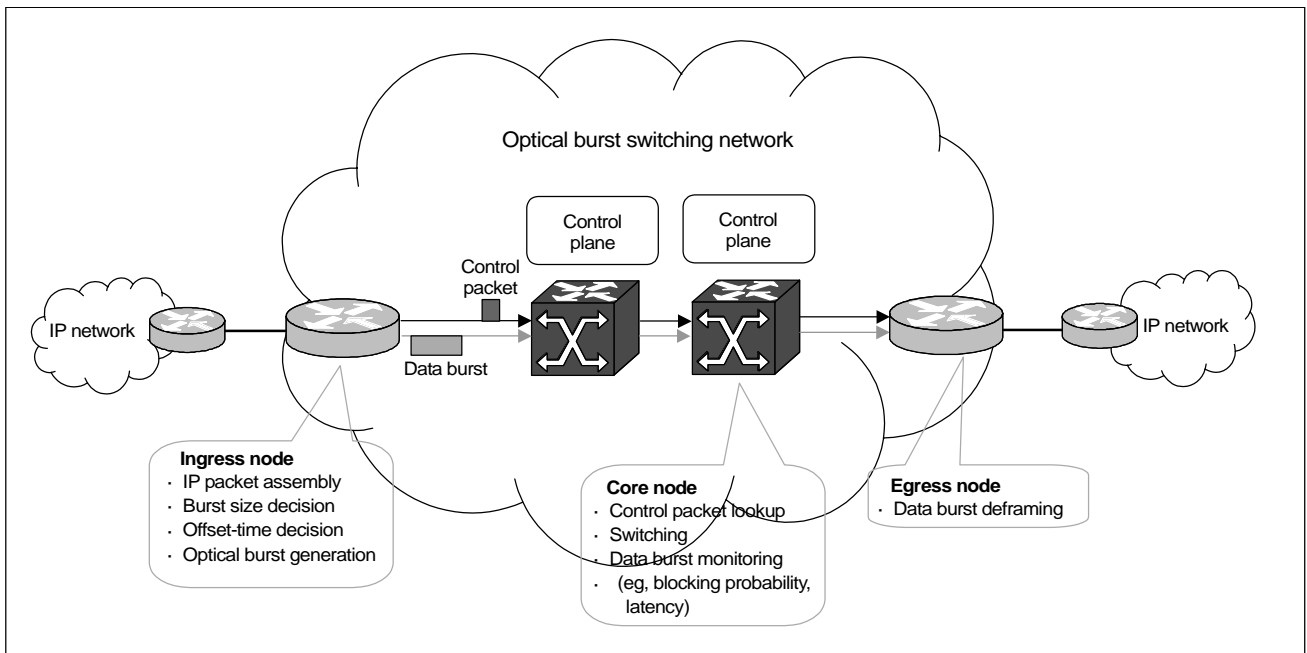 Optical burst switching network
Control
plane
Control
plane
Control
packet
IP network
IP network
Data burst
Ingress node
· IP packet assembly
· Burst size decision
· Offset-time decision
· Optical burst generation
Core node
· Control packet lookup
· Switching
· Data burst monitoring
· (eg, blocking probability,
latency)
Egress node
· Data burst deframing